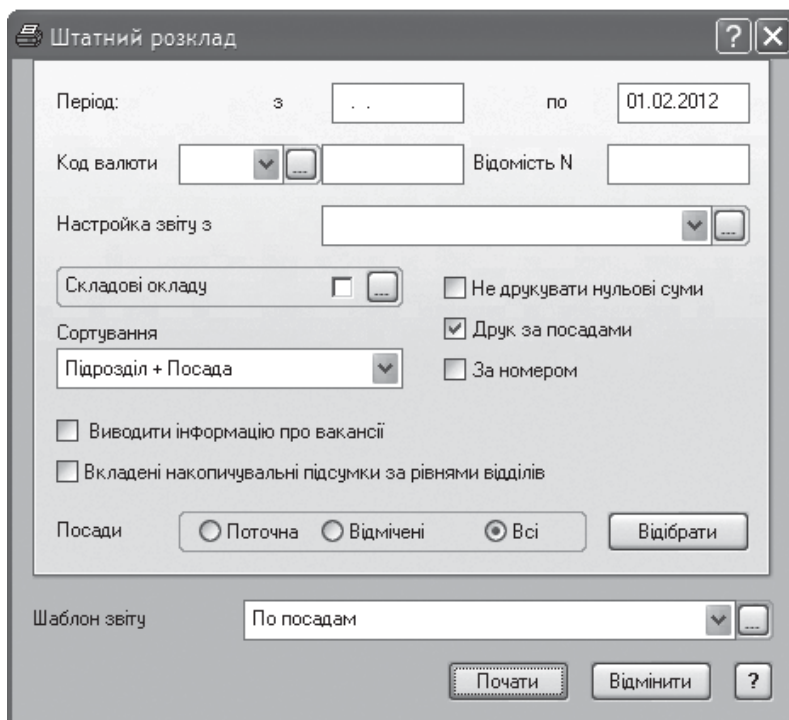 Штатний розклад ?
Період: з . . по 01.02.2012
Код валюти ... Відомість N
Настройка звіту з ...
Складові окладу ... Не друкувати нульові суми
Сортування Друк за посадами
Підрозділ + Посада За номером
Виводити інформацію про вакансії
Вкладені накопичувальні підсумки за рівнями відділів
Посади Поточна Відмічені Всі Відібрати
Шаблон звіту По посадам ...
Почати Відмінити ?